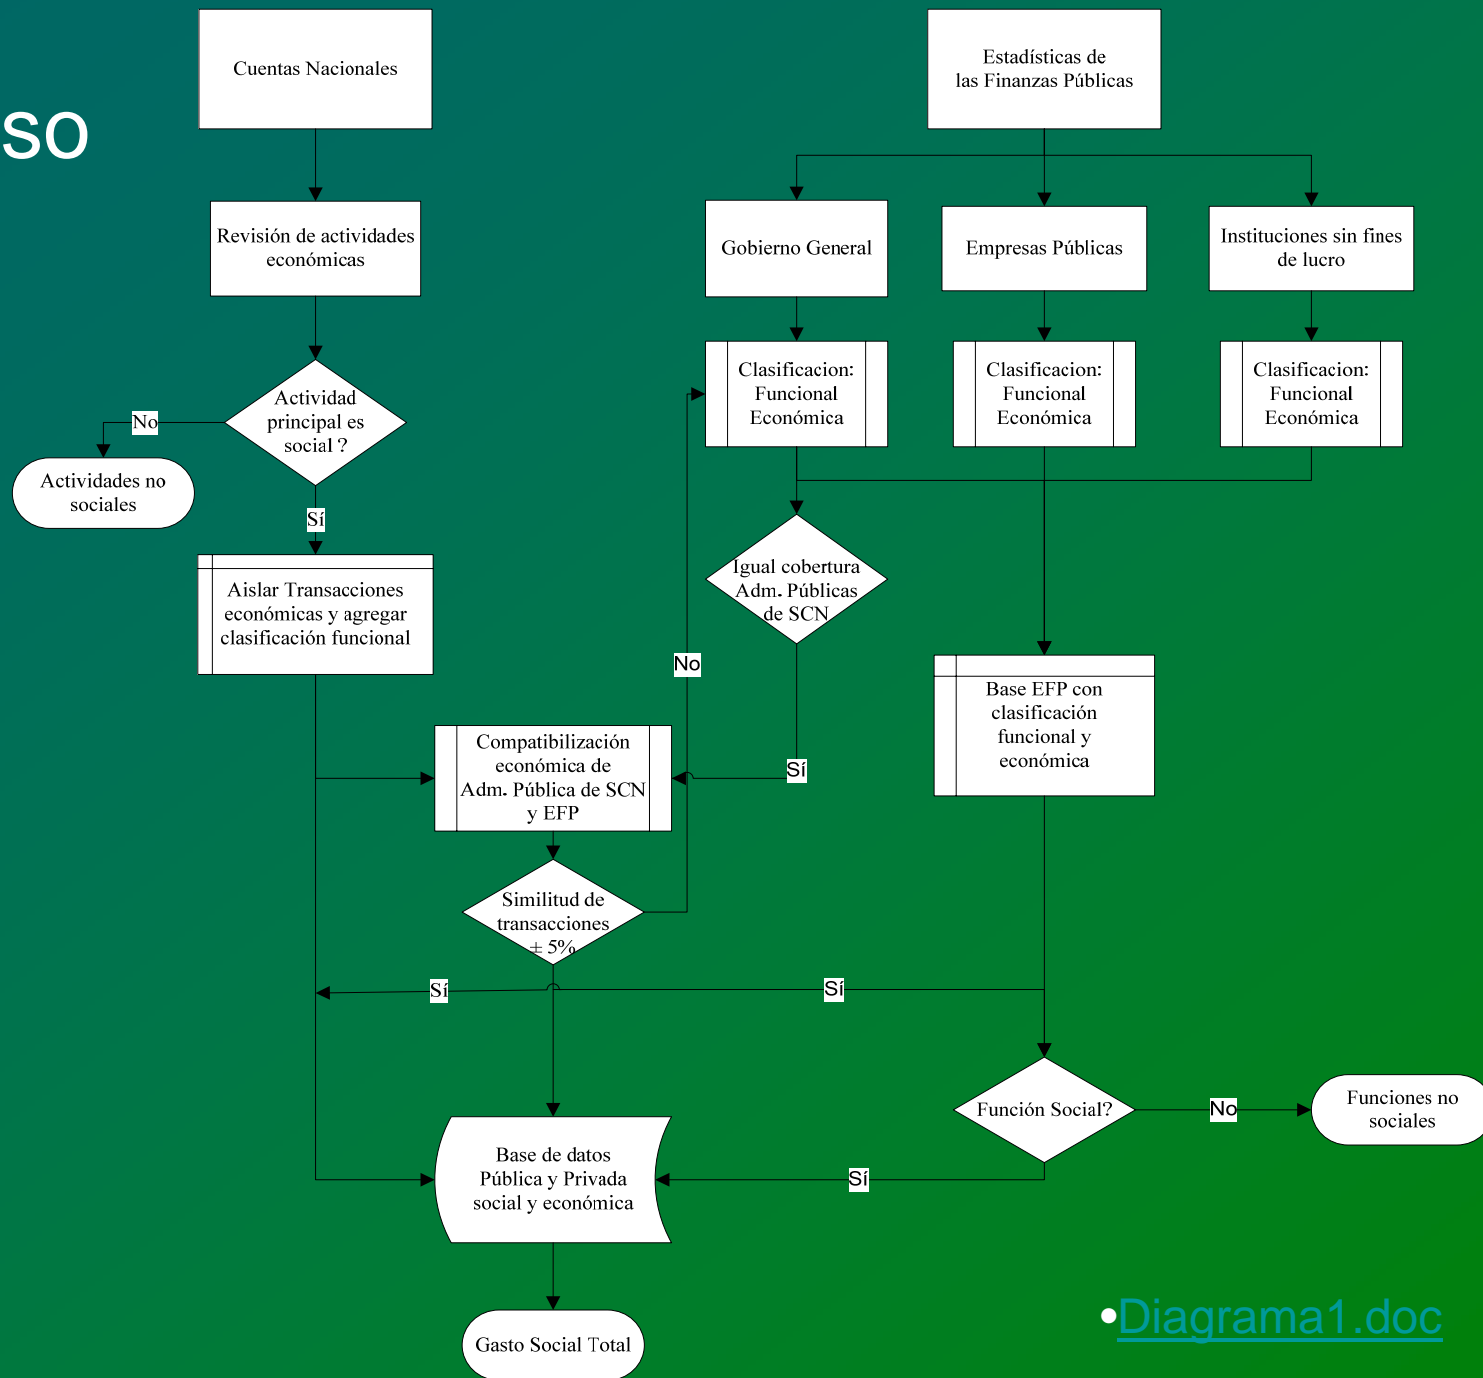 so
Cuentas Nacionales
Estadísticas de
las Finanzas Públicas
Revisión de actividades
económicas
Gobierno General
Empresas Públicas
Instituciones sin fines
de lucro
Clasificacion:
Funcional
Económica
Clasificacion:
Funcional
Económica
Clasificacion:
Funcional
Económica
Actividad
principal es
social ?
No
Actividades no
sociales
Sí
Aislar Transacciones
económicas y agregar
clasificación funcional
Igual cobertura
Adm. Públicas
de SCN
No
Sí
Base EFP con
clasificación
funcional y
económica
Compatibilización
económica de
Adm. Pública de SCN
y EFP
Similitud de
transacciones
± 5%
Sí
Sí
Función Social?
No
Funciones no
sociales
Sí
Base de datos
Pública y Privada
social y económica
Gasto Social Total
•Diagrama1.doc